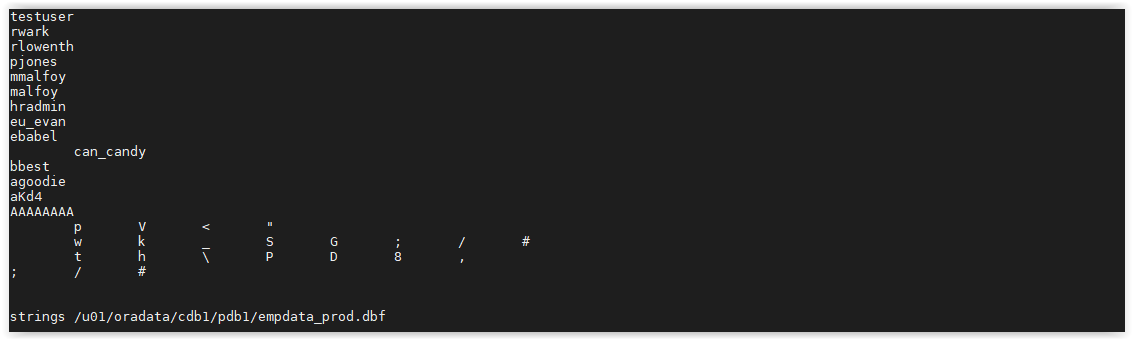 testuser
rwark
rlowenth
pjones
mmalfoy
malfoy
hradmin
eu_evan
ebabel
can_candy
bbest
agoodie
aKd4
AAAAAAAA
p V < "
w k _ S G ; / #
t h \ P D 8 ,
; / #
strings /u01/oradata/cdb1/pdb1/empdata_prod.dbf